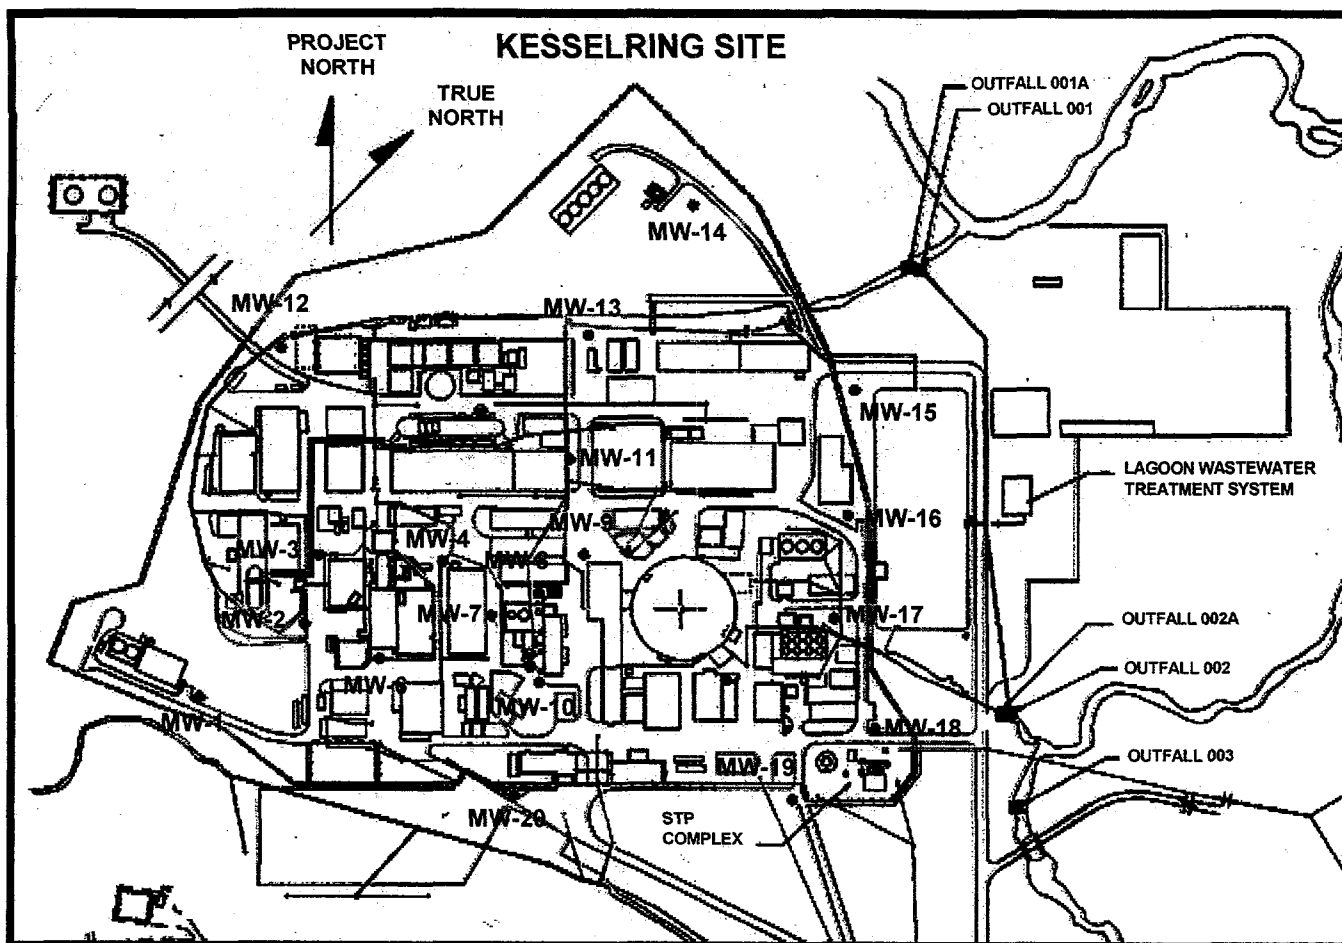 KESSELRING SITE
PROJECT
NORTH
TRUE
NORTH
OUTFALL 001A
OUTFALL 001
MW-14
MW-12
MW-13
MW-15
MW-11
LAGOON WASTEWATER
TREATMENT SYSTEM
MW-9
MW-16
MW-4
MW-3
MW-8
MW-7
MW-2
MW-17
OUTFALL 002A
OUTFALL 002
MW-6
MW-10
MW-1
MW-18
OUTFALL 003
MW-19
MW-20
STP
COMPLEX